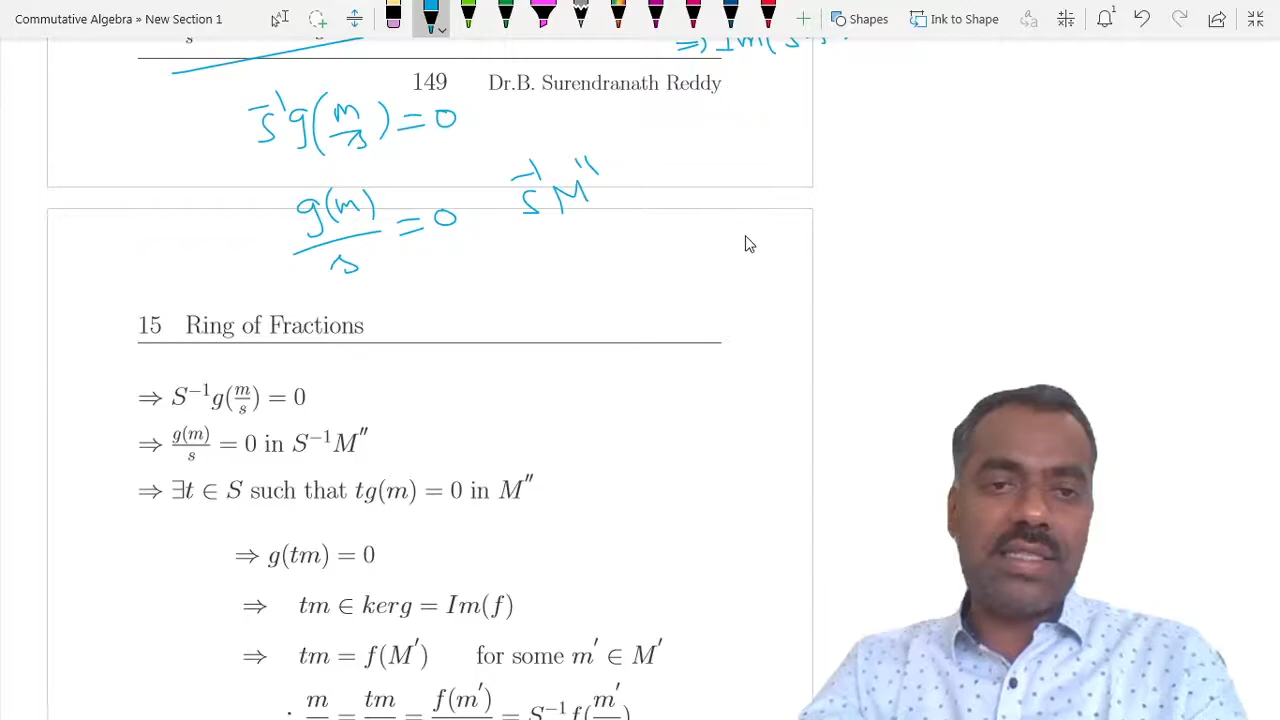 Commutative Algebra » New Section 1
Shapes
Ink to Shape
149 Dr.B. Surendranath Reddy
S⁻¹g(m/s) = 0
g(m)/s = 0 S⁻¹M″
15 Ring of Fractions
⇒ S⁻¹g(m/s) = 0
⇒ g(m)/s = 0 in S⁻¹M″
⇒ ∃t ∈ S such that tg(m) = 0 in M″
⇒ g(tm) = 0
⇒ tm ∈ kerg = Im(f)
⇒ tm = f(M′) for some m′ ∈ M′
m = tm = f(m′) = S⁻¹f(m′